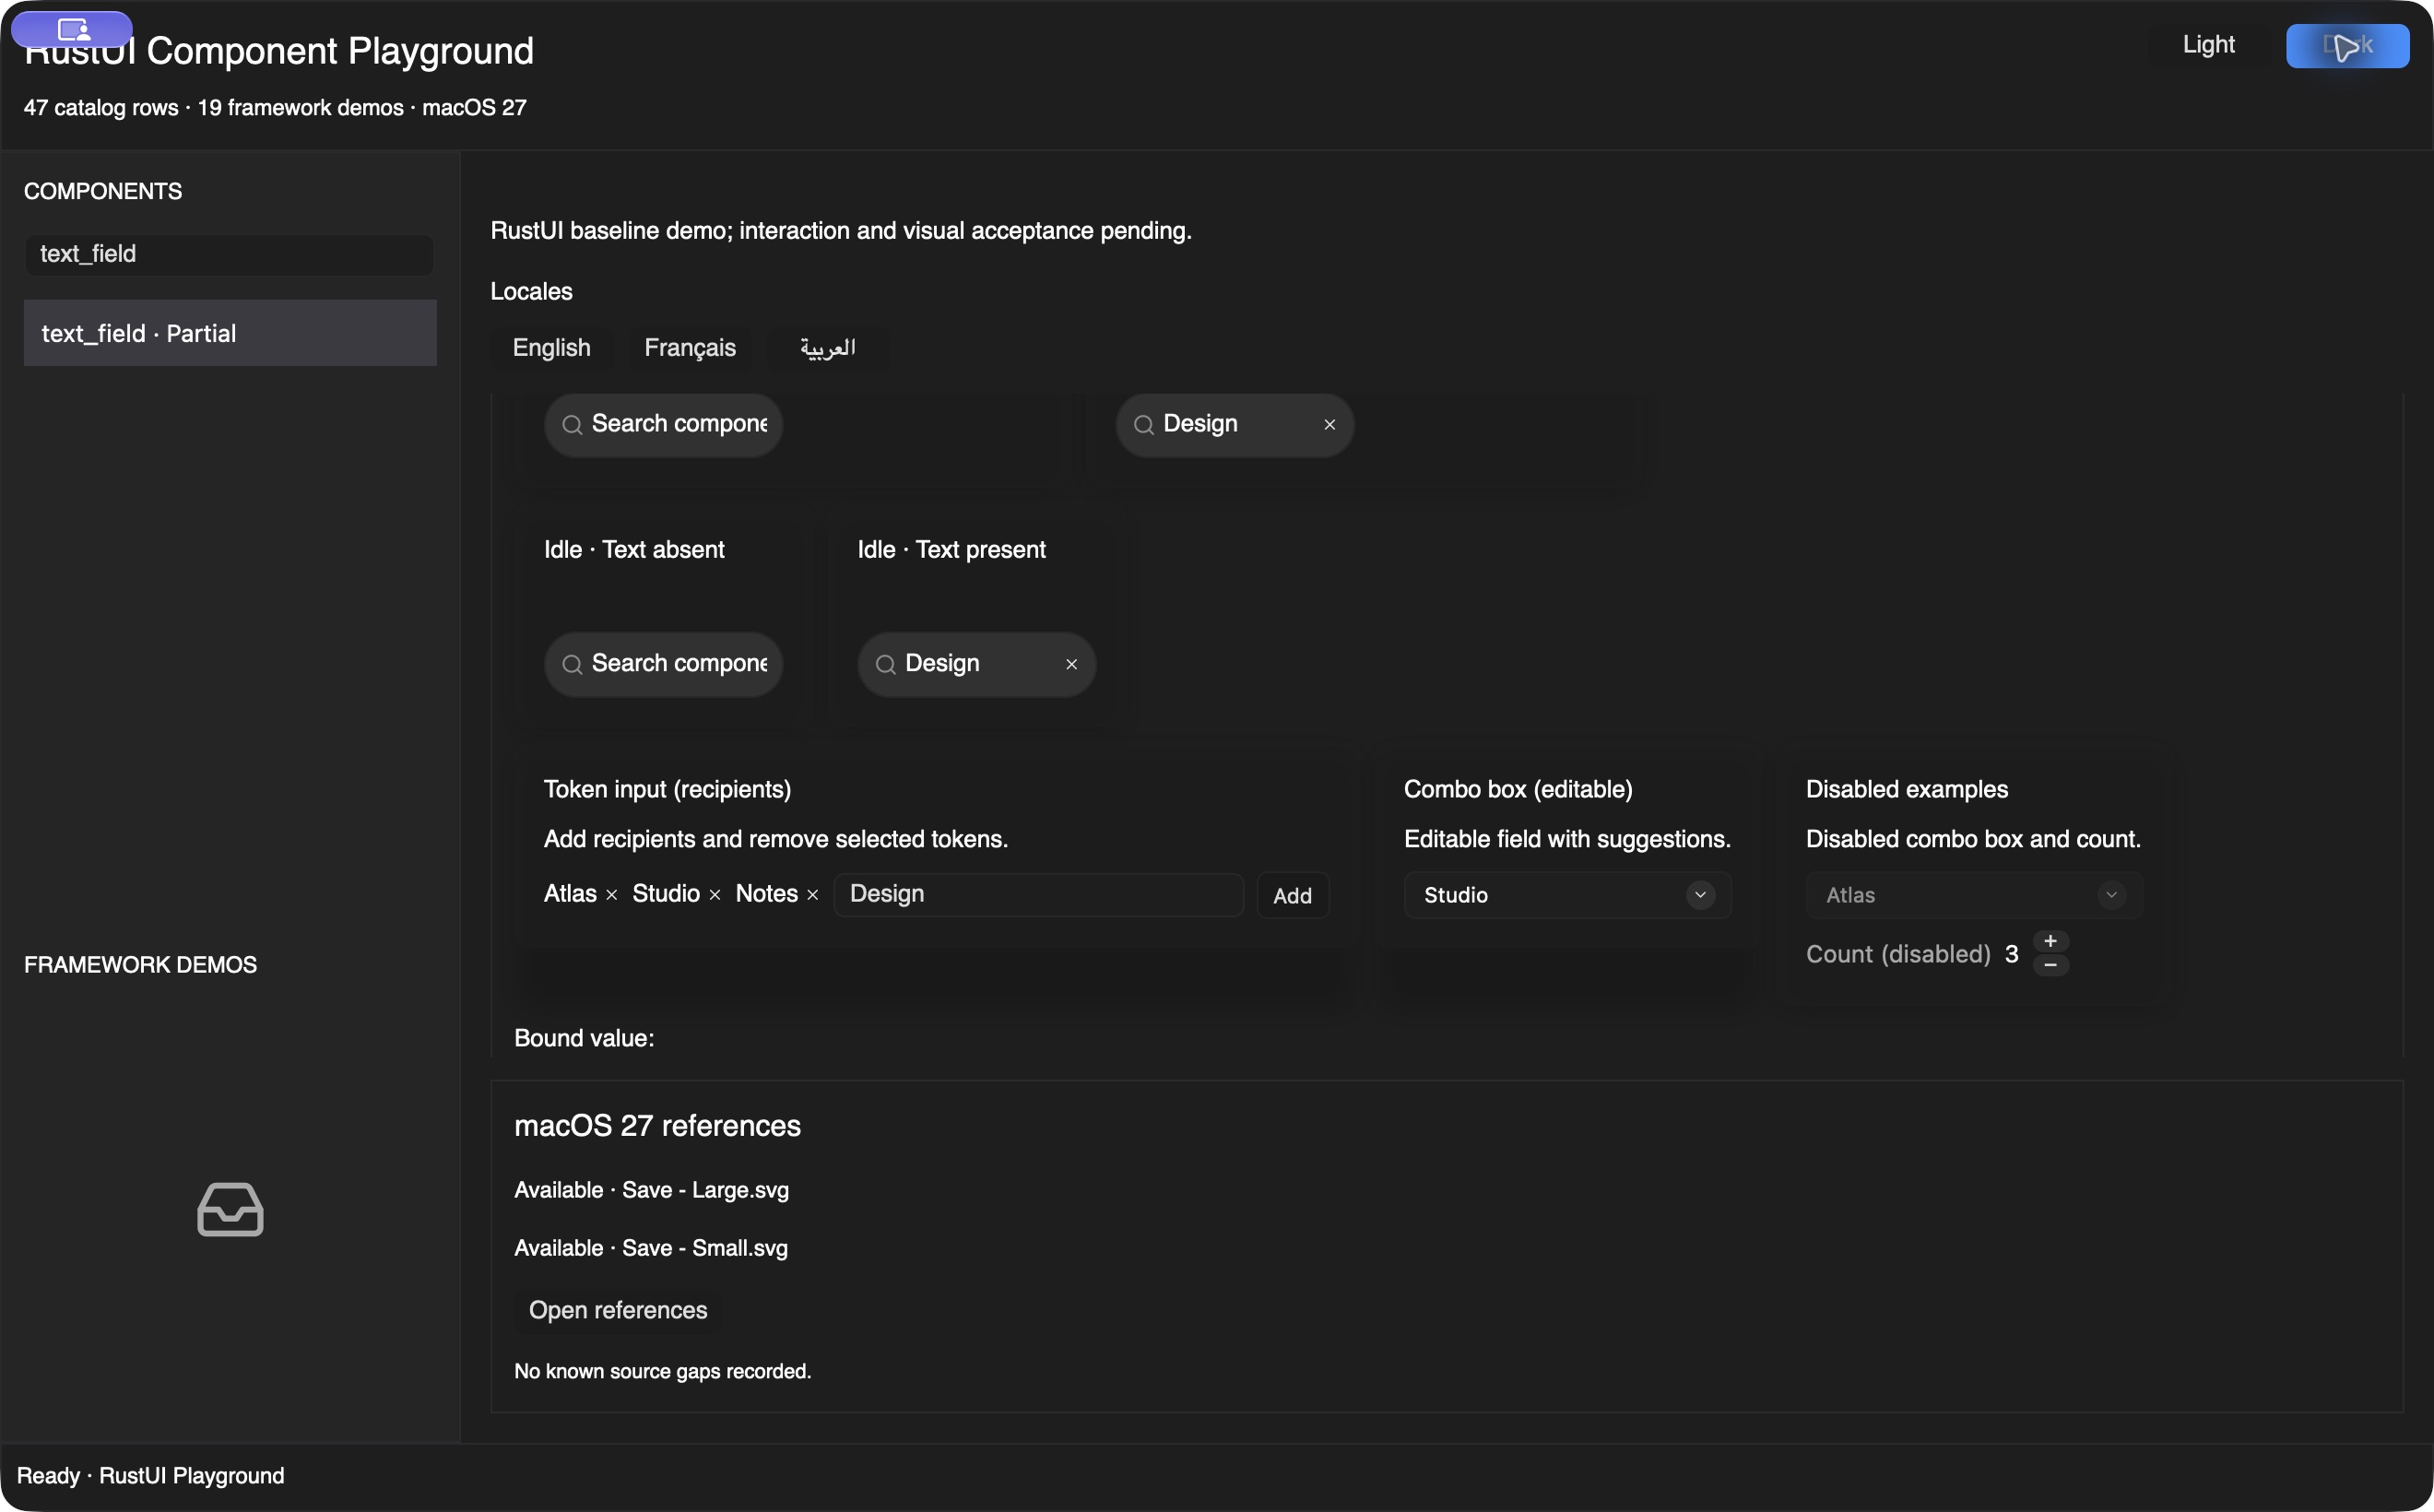 RustUI Component Playground
Light
47 catalog rows · 19 framework demos · macOS 27
COMPONENTS
text_field
text_field · Partial
FRAMEWORK DEMOS
RustUI baseline demo; interaction and visual acceptance pending.
Locales
English Français العربية
Search compone
Design ×
Idle · Text absent
Idle · Text present
Search compone
Design ×
Token input (recipients)
Add recipients and remove selected tokens.
Atlas × Studio × Notes × Design Add
Combo box (editable)
Editable field with suggestions.
Studio
Disabled examples
Disabled combo box and count.
Atlas
Count (disabled) 3 + −
Bound value:
macOS 27 references
Available · Save - Large.svg
Available · Save - Small.svg
Open references
No known source gaps recorded.
Ready · RustUI Playground